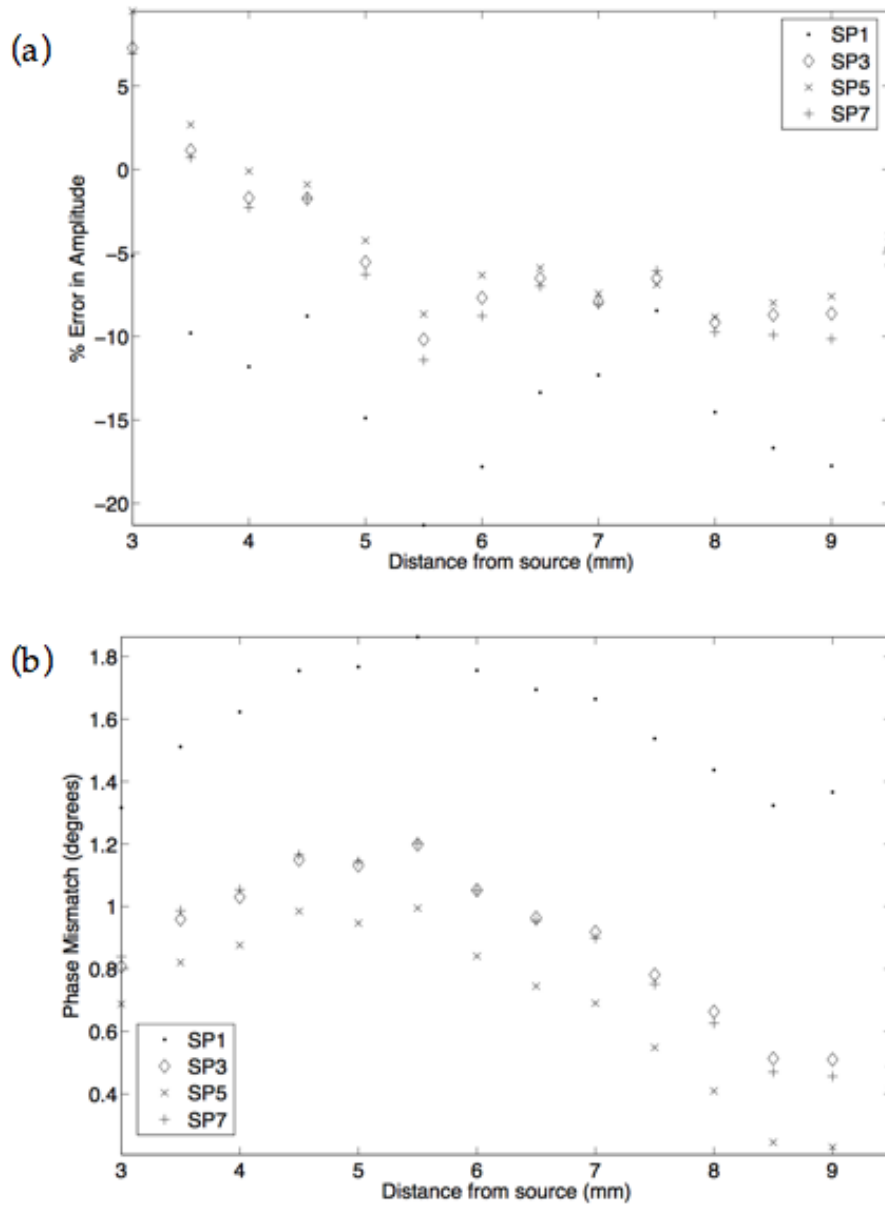 (a)
SP1
SP3
SP5
SP7
5
0
−5
−10
−15
−20
% Error in Amplitude
3 4 5 6 7 8 9
Distance from source (mm)
(b)
1.8
1.6
1.4
1.2
1
0.8
0.6
0.4
Phase Mismatch (degrees)
SP1
SP3
SP5
SP7
3 4 5 6 7 8 9
Distance from source (mm)